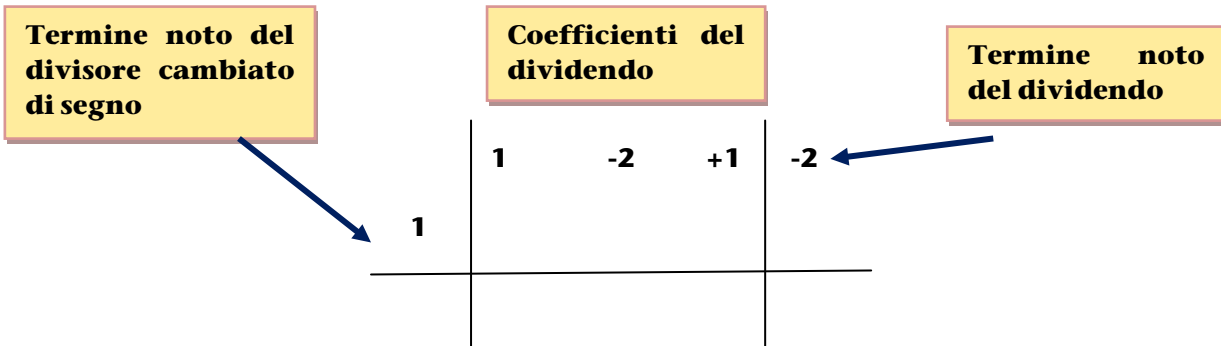 Termine noto del
divisore cambiato
di segno
Coefficienti del
dividendo
Termine noto
del dividendo
1 -2 +1 -2
1